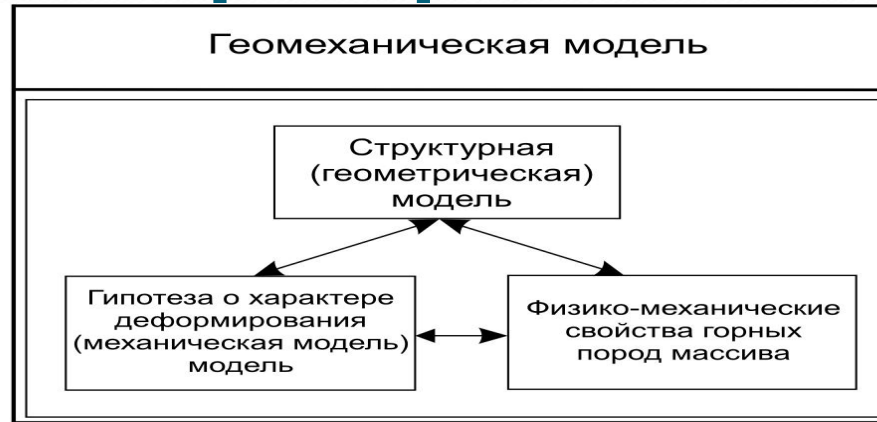 Геомеханическая модель
Структурная
(геометрическая)
модель
Гипотеза о характере
деформирования
(механическая модель)
модель
Физико-механические
свойства горных
пород массива